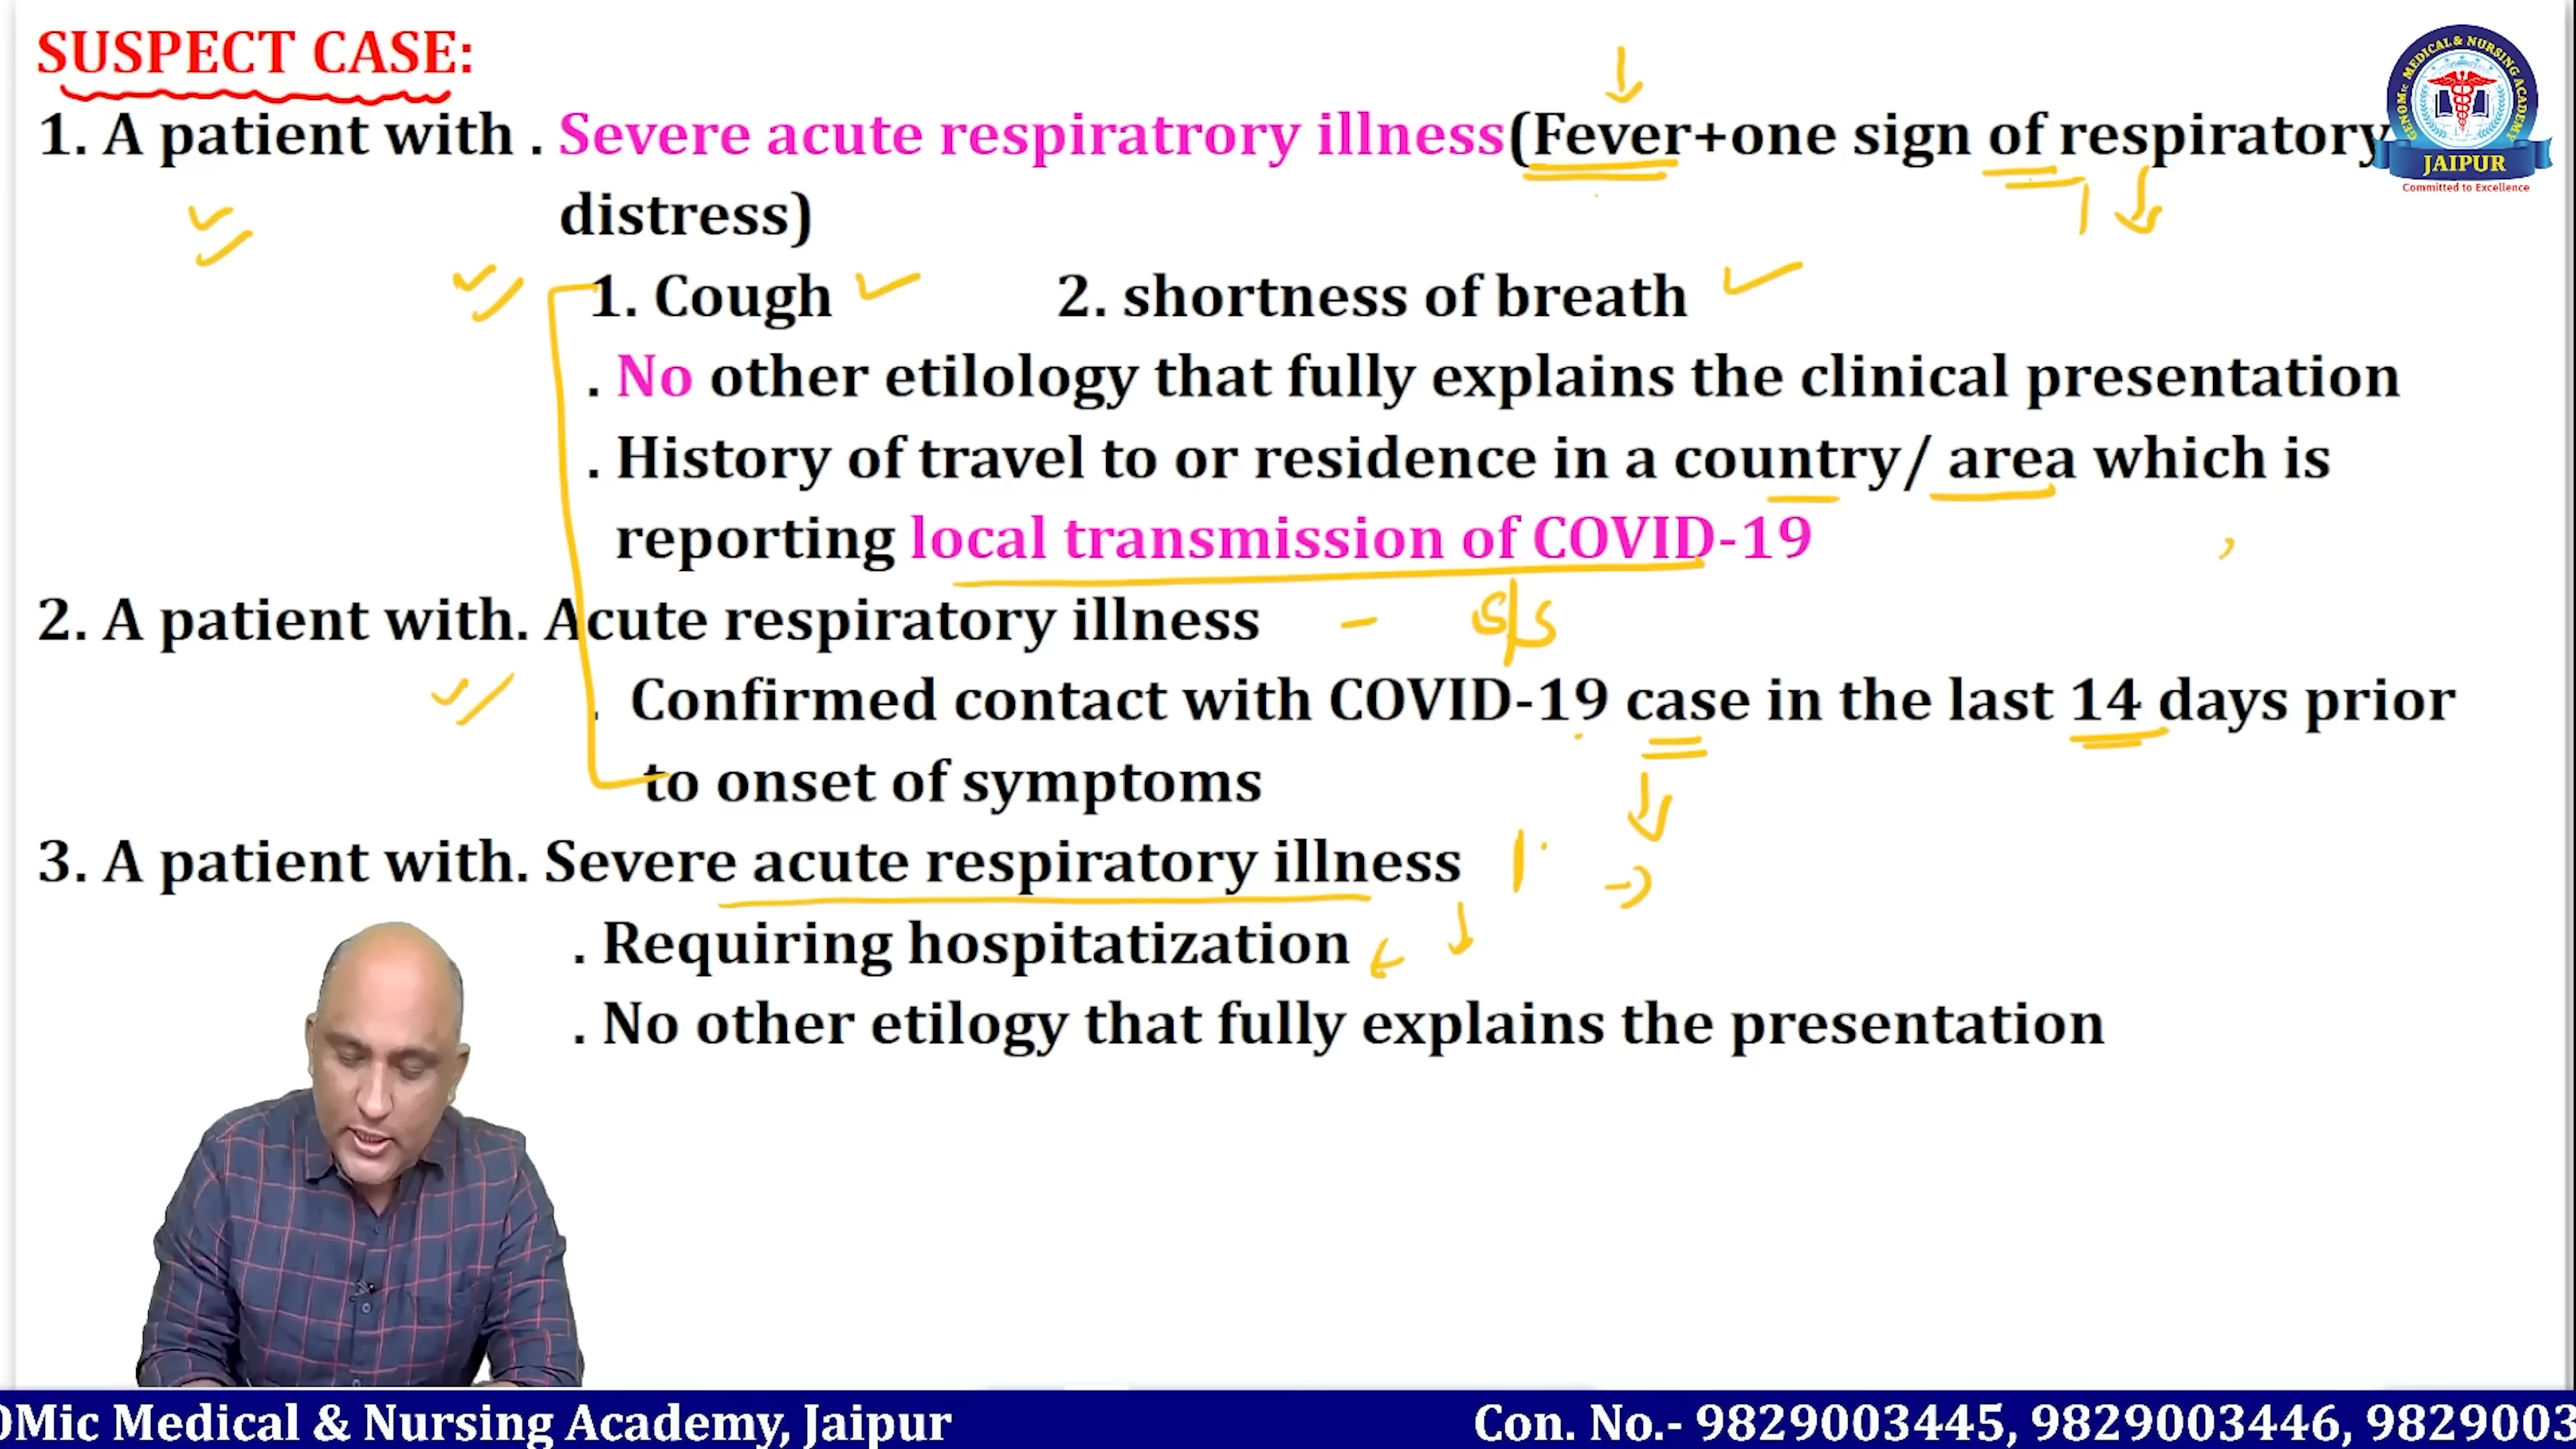 SUSPECT CASE:
1. A patient with . Severe acute respiratrory illness(Fever+one sign of respiratory
distress)
1. Cough 2. shortness of breath
. No other etilology that fully explains the clinical presentation
. History of travel to or residence in a country/ area which is
reporting local transmission of COVID-19
2. A patient with. Acute respiratory illness - s/s
. Confirmed contact with COVID-19 case in the last 14 days prior
to onset of symptoms
3. A patient with. Severe acute respiratory illness
. Requiring hospitatization
. No other etilogy that fully explains the presentation
GENOMic MEDICAL & NURSING ACADEMY
JAIPUR
Committed to Excellence
OMic Medical & Nursing Academy, Jaipur Con. No.- 9829003445, 9829003446, 9829003